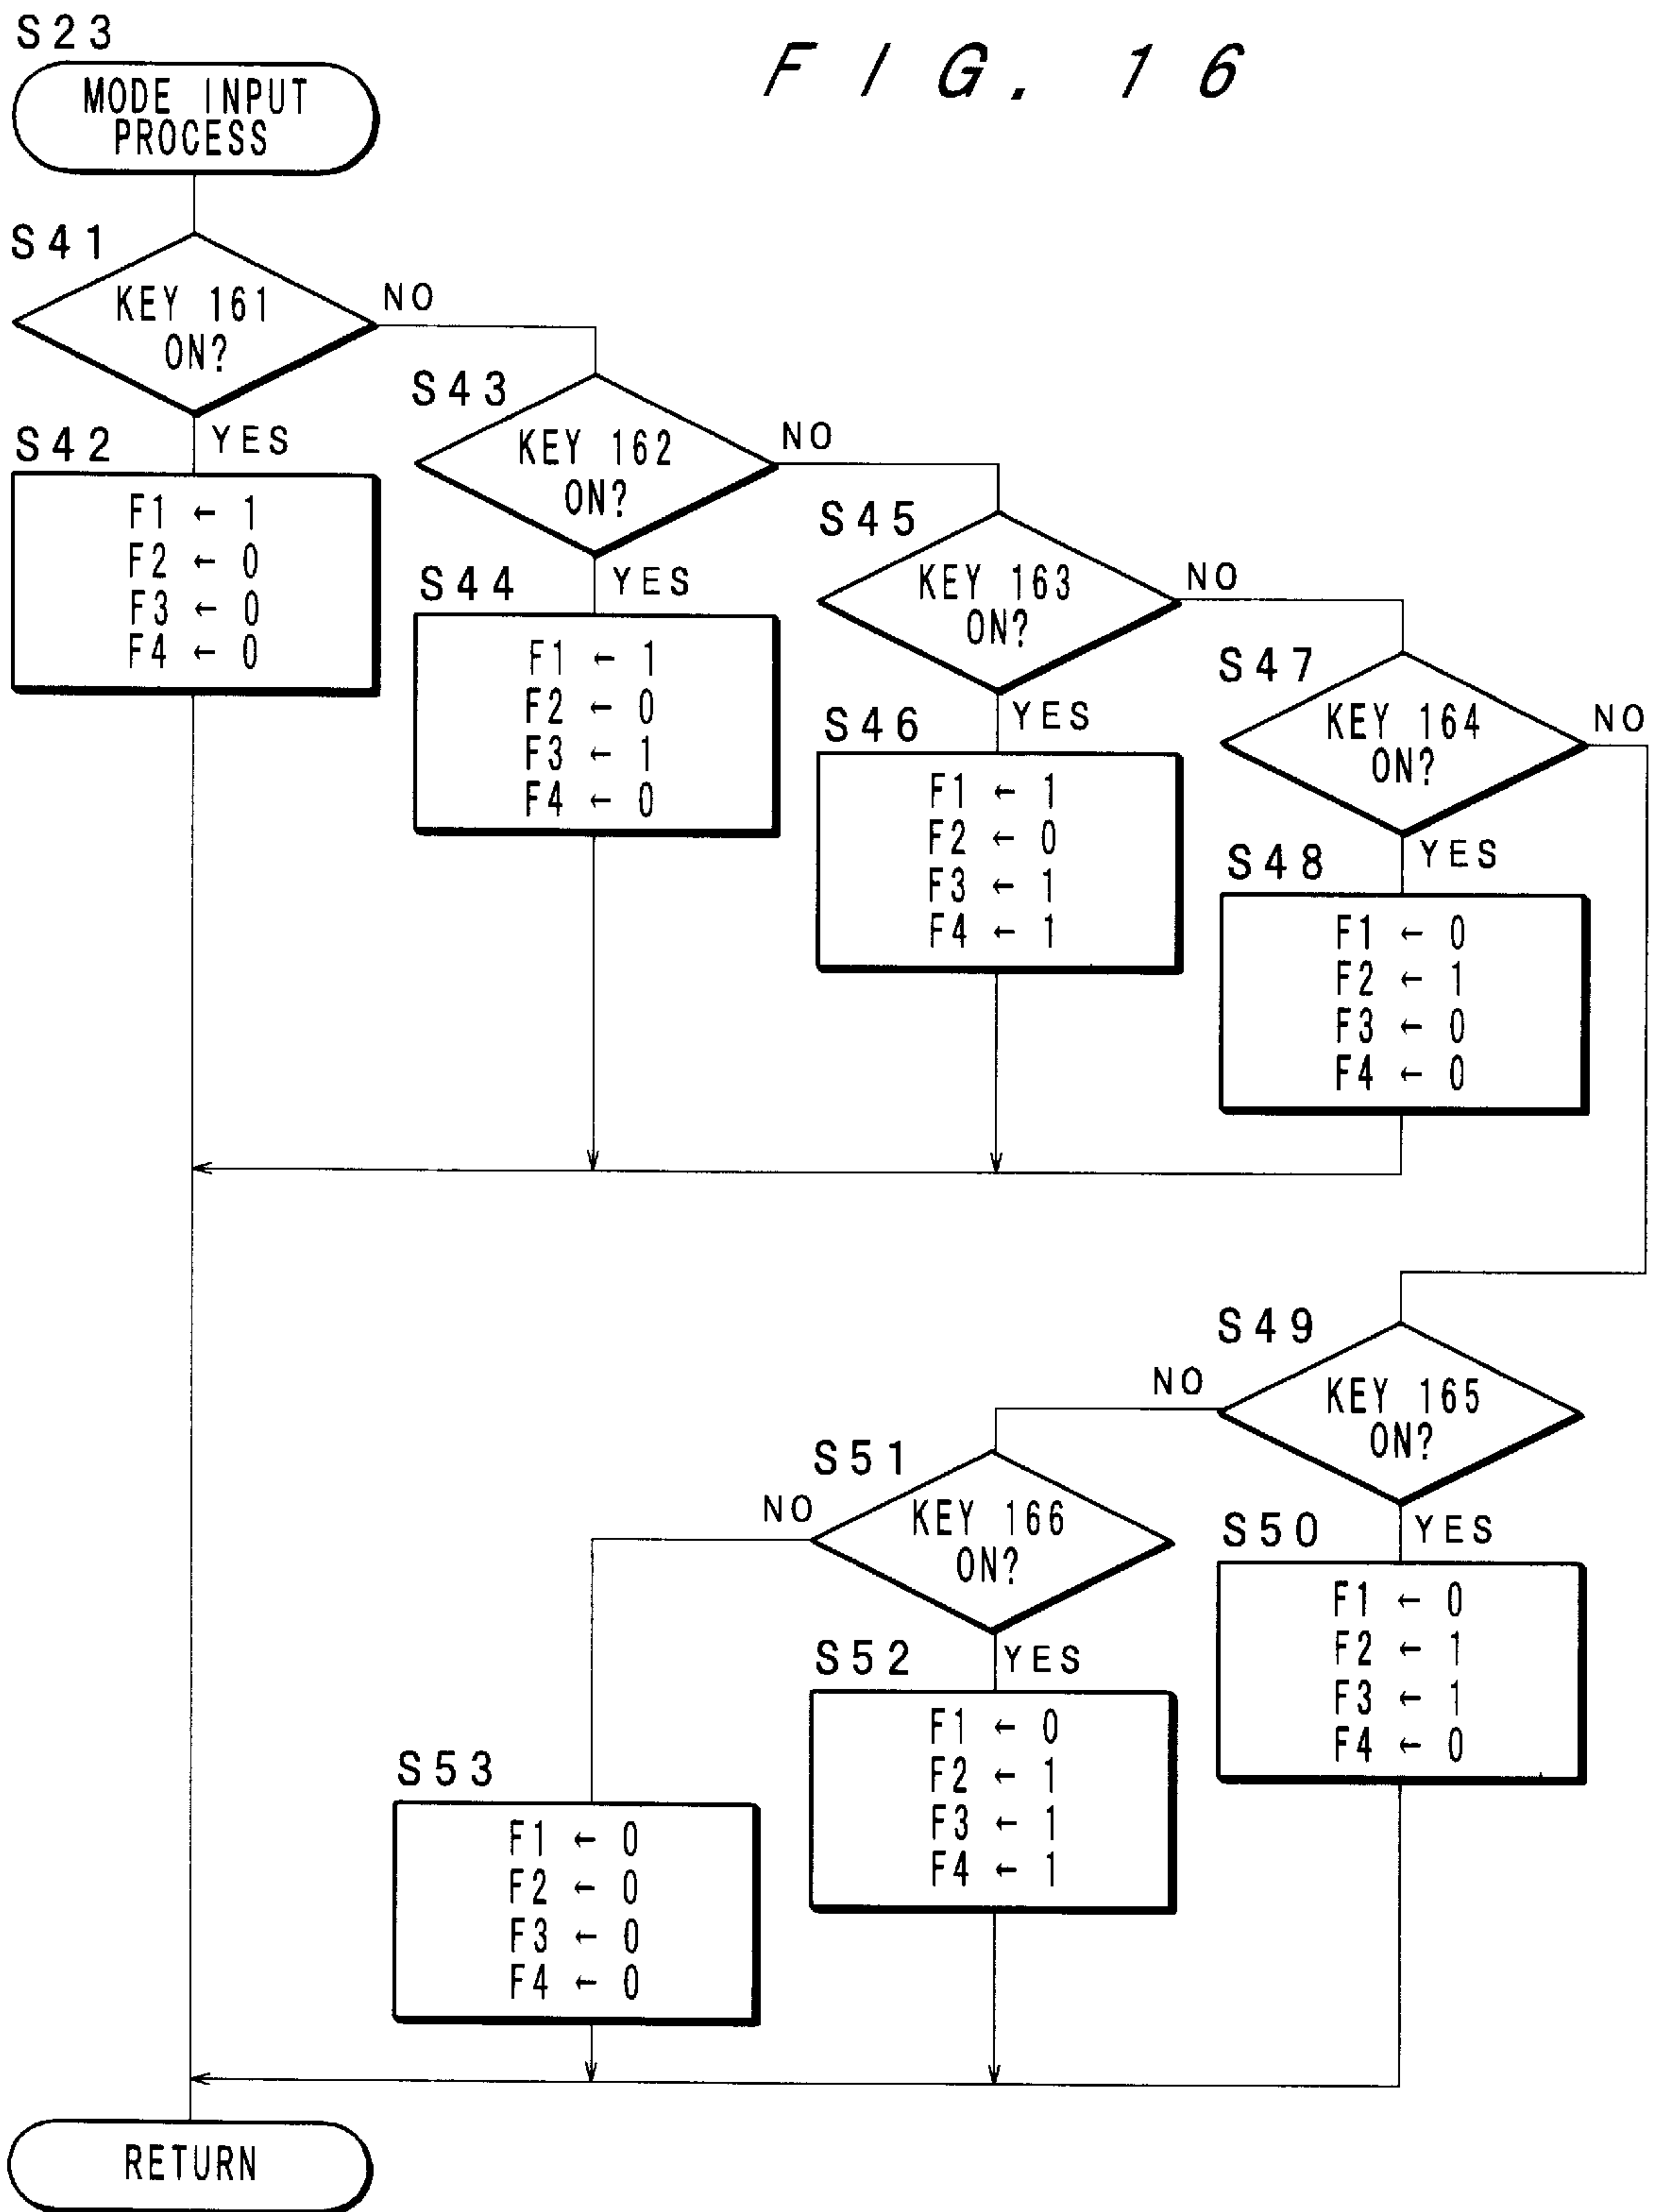 FIG. 16
S23
MODE INPUT
PROCESS
S41
KEY 161
ON?
NO
YES
S42
F1 ← 1
F2 ← 0
F3 ← 0
F4 ← 0
S43
KEY 162
ON?
NO
YES
S44
F1 ← 1
F2 ← 0
F3 ← 1
F4 ← 0
S45
KEY 163
ON?
NO
YES
S46
F1 ← 1
F2 ← 0
F3 ← 1
F4 ← 1
S47
KEY 164
ON?
NO
YES
S48
F1 ← 0
F2 ← 1
F3 ← 0
F4 ← 0
S49
KEY 165
ON?
NO
YES
S50
F1 ← 0
F2 ← 1
F3 ← 1
F4 ← 0
S51
KEY 166
ON?
NO
YES
S52
F1 ← 0
F2 ← 1
F3 ← 1
F4 ← 1
S53
F1 ← 0
F2 ← 0
F3 ← 0
F4 ← 0
RETURN